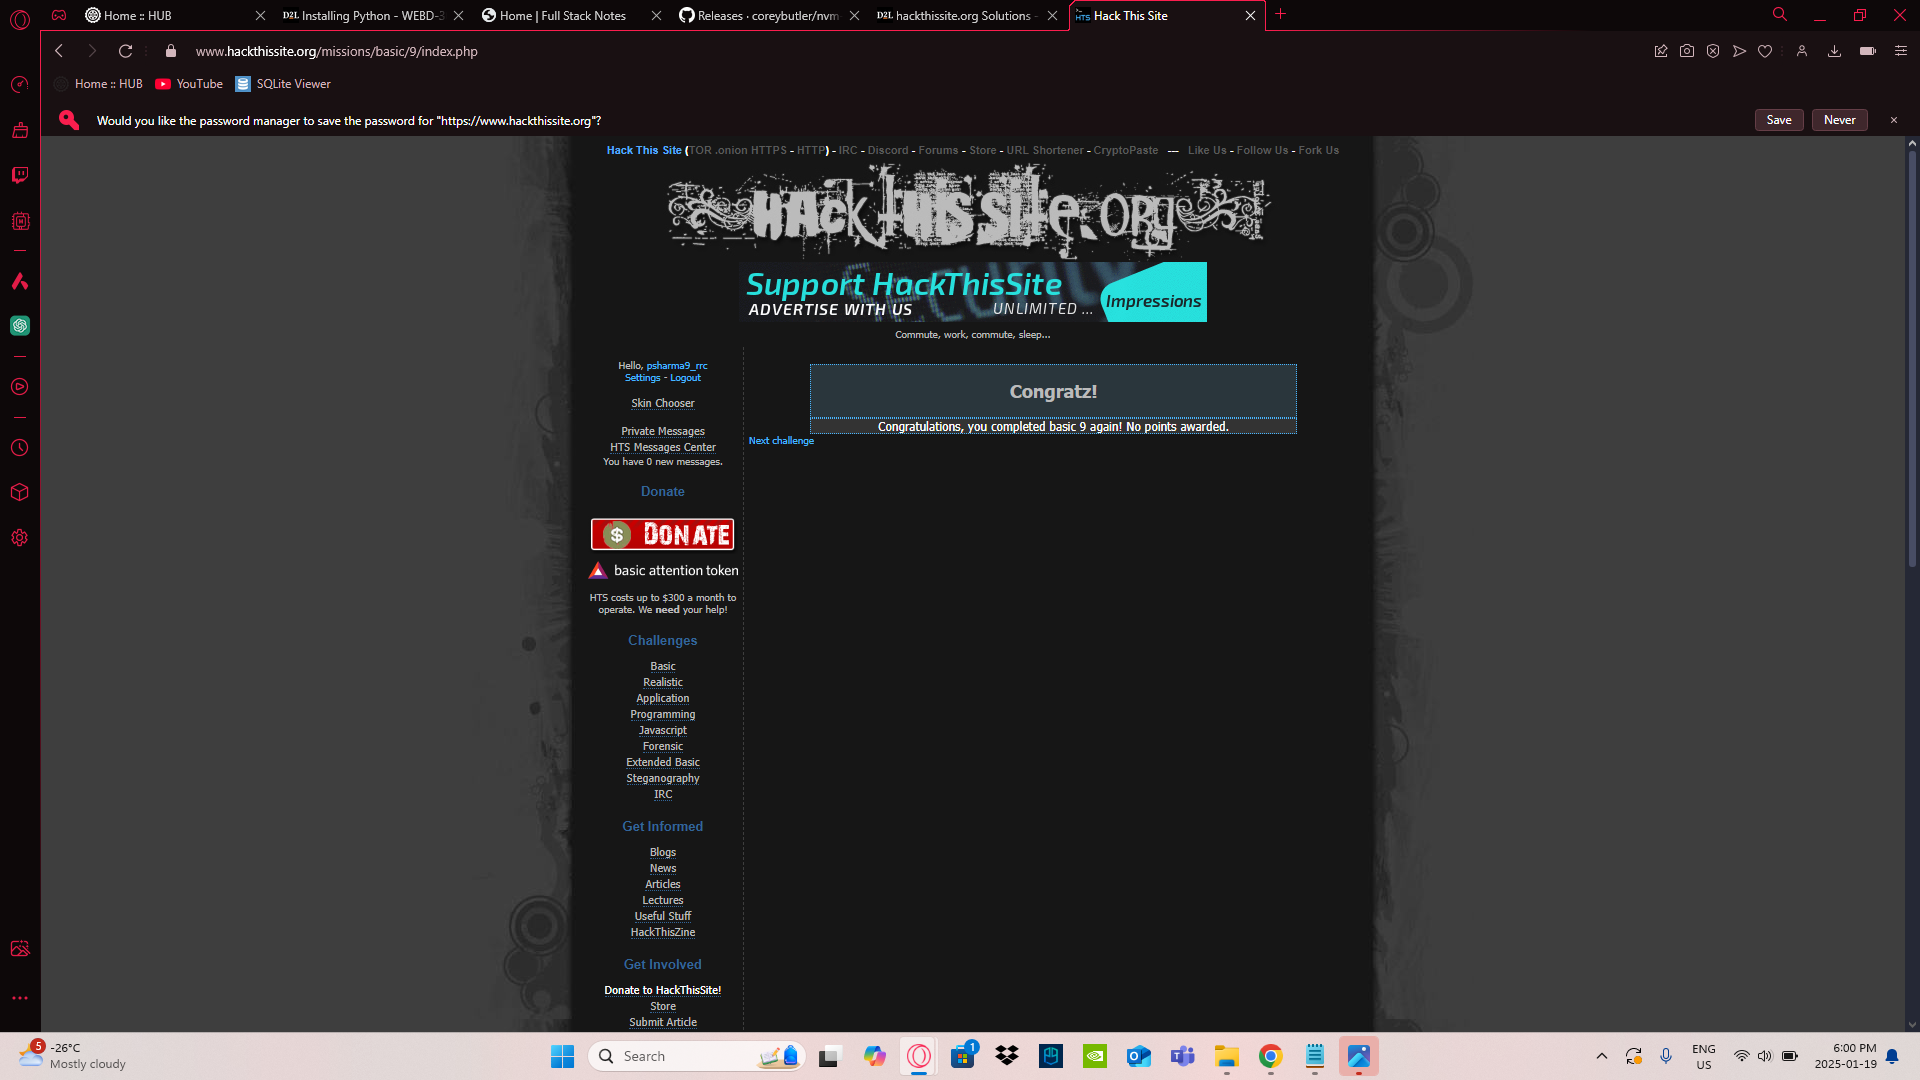 Home :: HUB
D2L Installing Python - WEBD-3
Home | Full Stack Notes
Releases · coreybutler/nvm-
D2L hackthissite.org Solutions -
HTS Hack This Site
www.hackthissite.org/missions/basic/9/index.php
Home :: HUB YouTube SQLite Viewer
Would you like the password manager to save the password for "https://www.hackthissite.org"?
Save Never
Hack This Site (TOR .onion HTTPS - HTTP) - IRC - Discord - Forums - Store - URL Shortener - CryptoPaste --- Like Us - Follow Us - Fork Us
HAckTHISSitE.ORG
Support HackThisSite
ADVERTISE WITH US UNLIMITED ... Impressions
Commute, work, commute, sleep...
Hello, psharma9_rrc
Settings - Logout
Skin Chooser
Private Messages
HTS Messages Center
You have 0 new messages.
Donate
$ DONATE
basic attention token
HTS costs up to $300 a month to
operate. We need your help!
Challenges
Basic
Realistic
Application
Programming
Javascript
Forensic
Extended Basic
Steganography
IRC
Get Informed
Blogs
News
Articles
Lectures
Useful Stuff
HackThisZine
Get Involved
Donate to HackThisSite!
Store
Submit Article
Congratz!
Congratulations, you completed basic 9 again! No points awarded.
Next challenge
5
-26°C
Mostly cloudy
Search
1
ENG
US
6:00 PM
2025-01-19